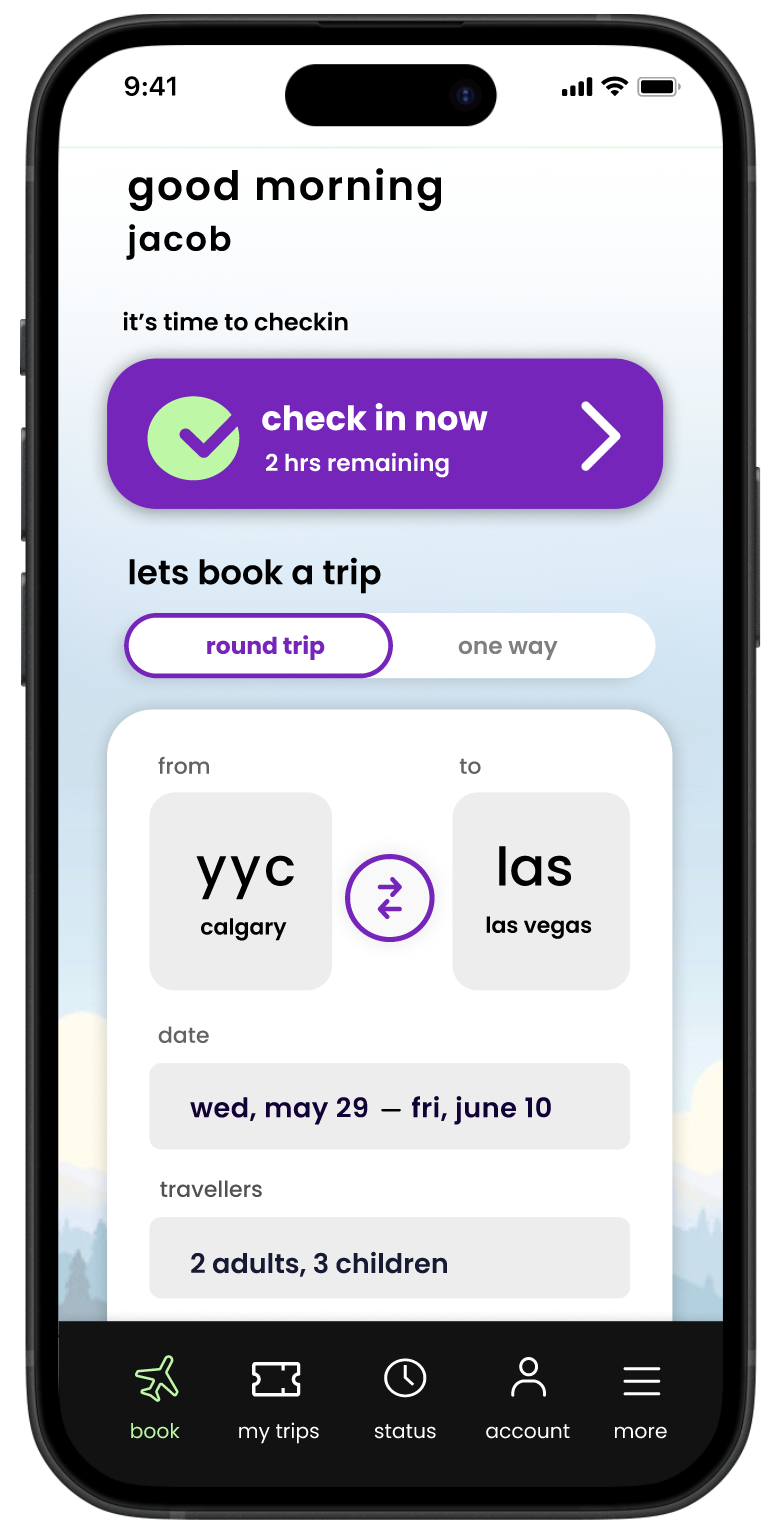 9:41
good morning
jacob
it’s time to checkin
check in now
2 hrs remaining
lets book a trip
round trip one way
from to
yyc las
calgary las vegas
date
wed, may 29 – fri, june 10
travellers
2 adults, 3 children
book my trips status account more